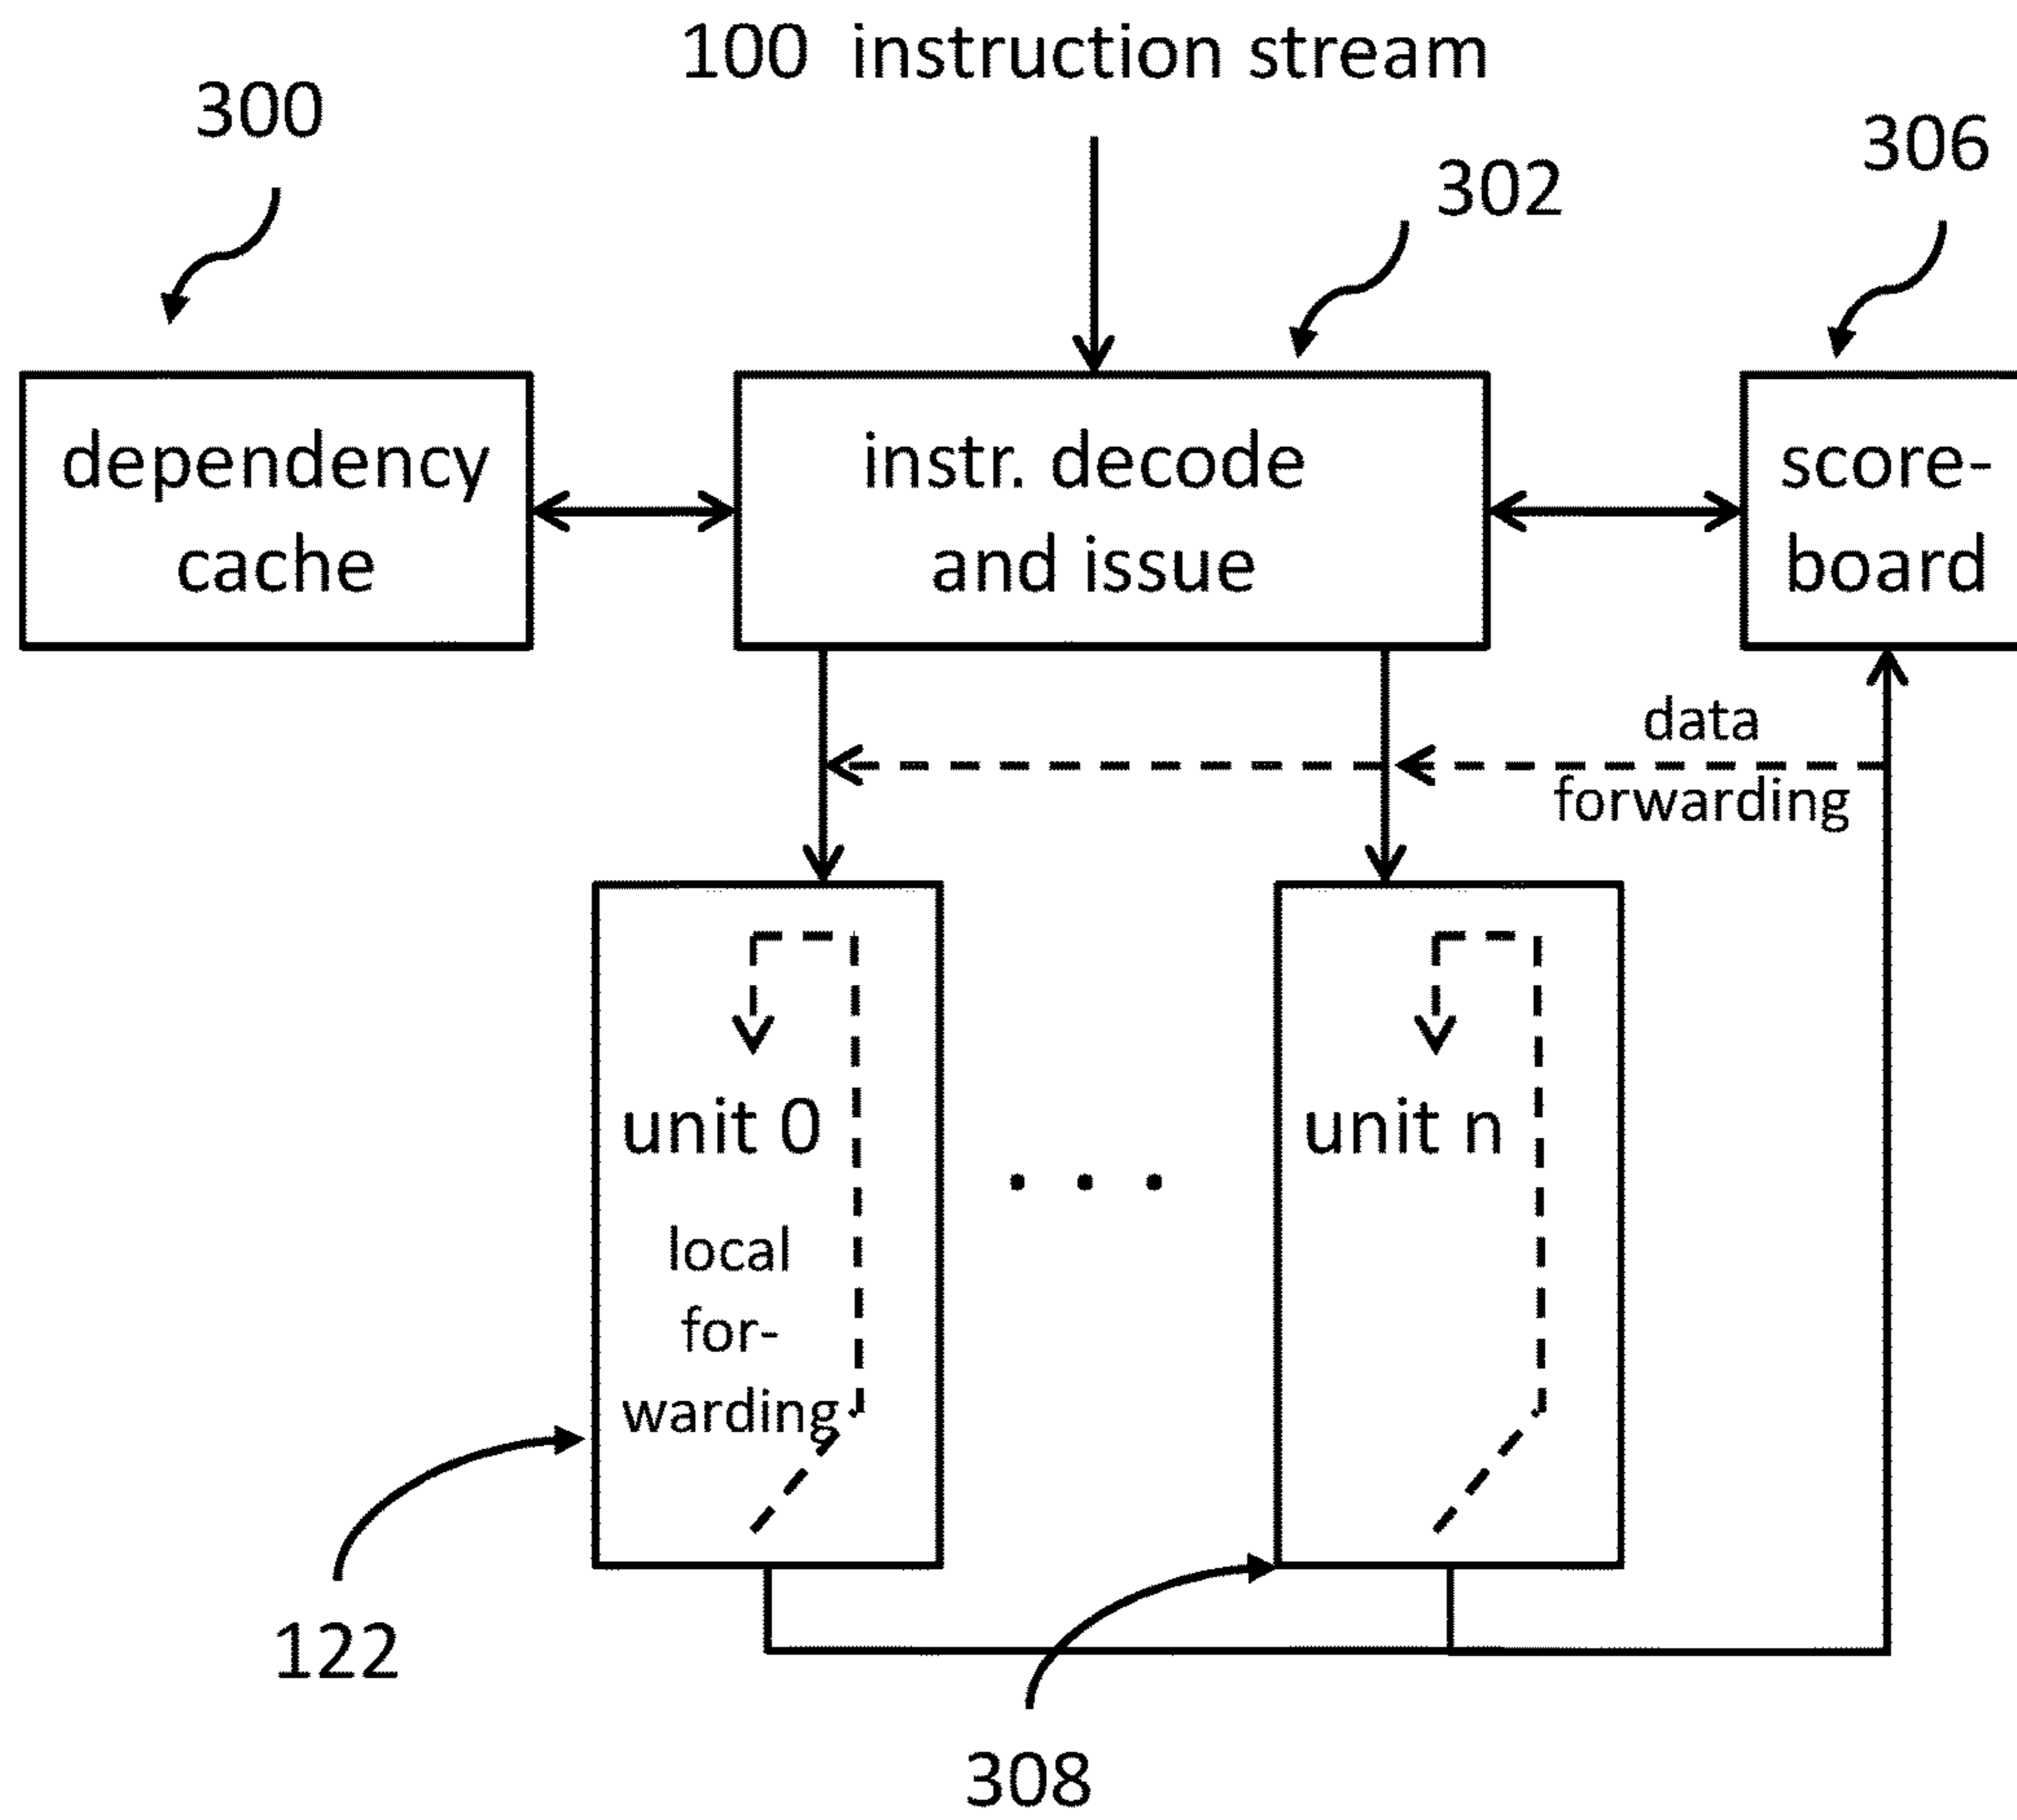 100 instruction stream
300
306
302
dependency
cache
instr. decode
and issue
score-
board
data
forwarding
unit 0
local
for-
warding
. . .
unit n
122
308